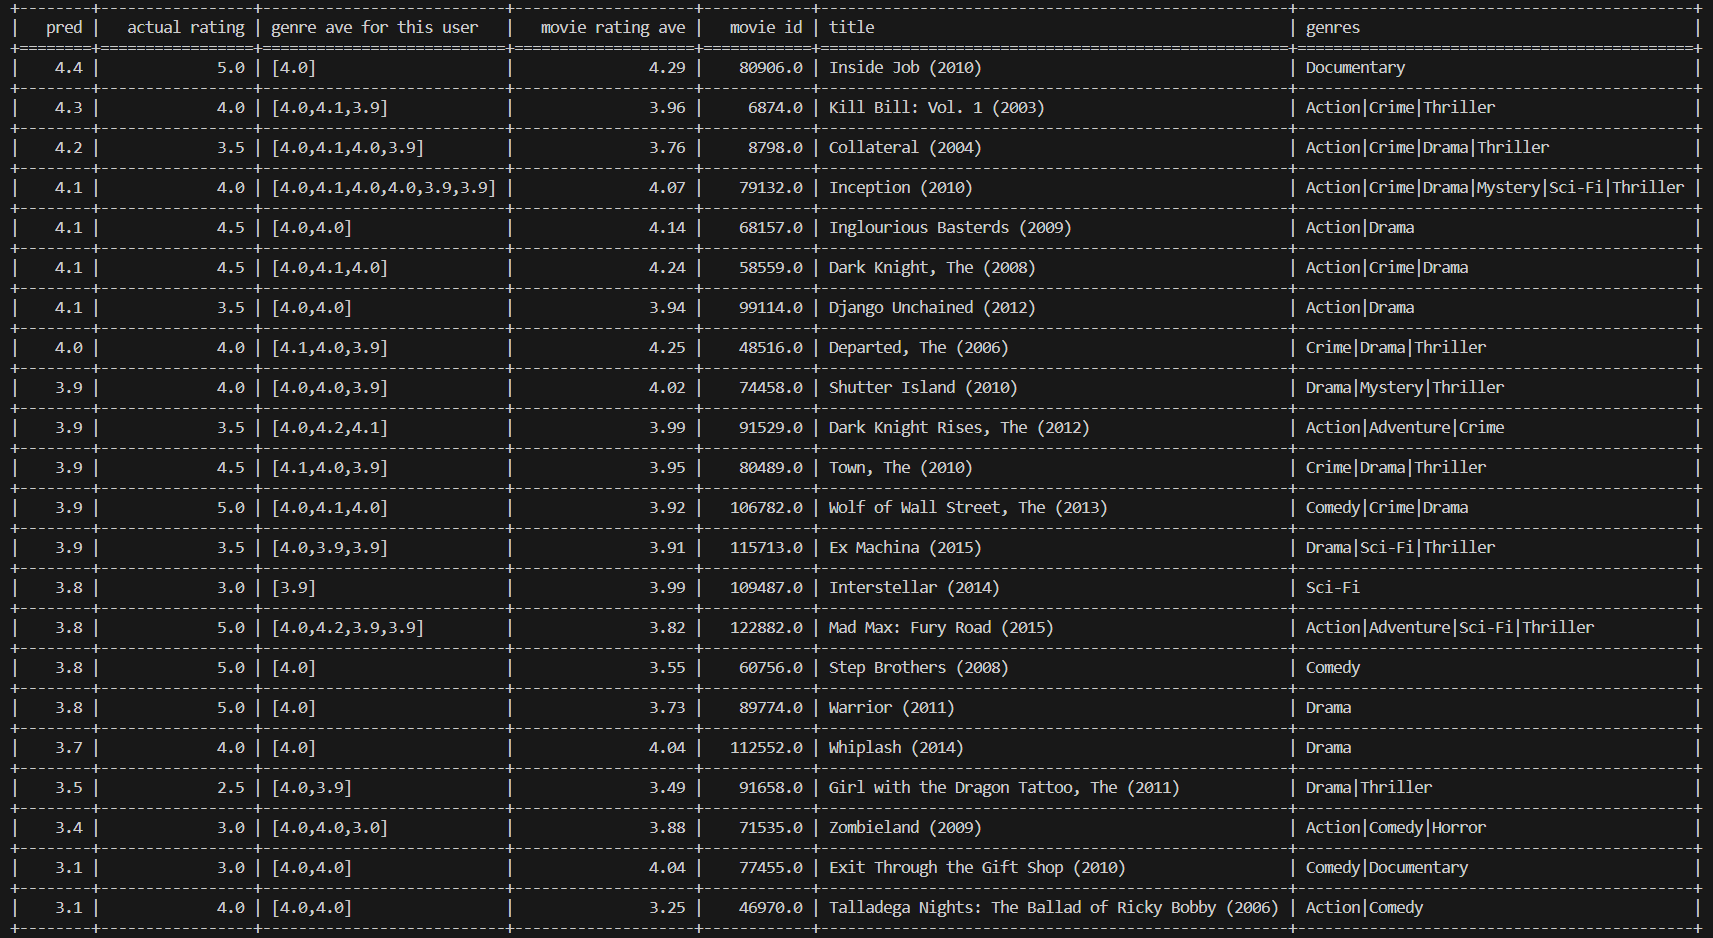 | pred | actual rating | genre ave for this user | movie rating ave | movie id | title | genres |
| 4.4 | 5.0 | [4.0] | 4.29 | 80906.0 | Inside Job (2010) | Documentary |
| 4.3 | 4.0 | [4.0,4.1,3.9] | 3.96 | 6874.0 | Kill Bill: Vol. 1 (2003) | Action|Crime|Thriller |
| 4.2 | 3.5 | [4.0,4.1,4.0,3.9] | 3.76 | 8798.0 | Collateral (2004) | Action|Crime|Drama|Thriller |
| 4.1 | 4.0 | [4.0,4.1,4.0,4.0,3.9,3.9] | 4.07 | 79132.0 | Inception (2010) | Action|Crime|Drama|Mystery|Sci-Fi|Thriller |
| 4.1 | 4.5 | [4.0,4.0] | 4.14 | 68157.0 | Inglourious Basterds (2009) | Action|Drama |
| 4.1 | 4.5 | [4.0,4.1,4.0] | 4.24 | 58559.0 | Dark Knight, The (2008) | Action|Crime|Drama |
| 4.1 | 3.5 | [4.0,4.0] | 3.94 | 99114.0 | Django Unchained (2012) | Action|Drama |
| 4.0 | 4.0 | [4.1,4.0,3.9] | 4.25 | 48516.0 | Departed, The (2006) | Crime|Drama|Thriller |
| 3.9 | 4.0 | [4.0,4.0,3.9] | 4.02 | 74458.0 | Shutter Island (2010) | Drama|Mystery|Thriller |
| 3.9 | 3.5 | [4.0,4.2,4.1] | 3.99 | 91529.0 | Dark Knight Rises, The (2012) | Action|Adventure|Crime |
| 3.9 | 4.5 | [4.1,4.0,3.9] | 3.95 | 80489.0 | Town, The (2010) | Crime|Drama|Thriller |
| 3.9 | 5.0 | [4.0,4.1,4.0] | 3.92 | 106782.0 | Wolf of Wall Street, The (2013) | Comedy|Crime|Drama |
| 3.9 | 3.5 | [4.0,3.9,3.9] | 3.91 | 115713.0 | Ex Machina (2015) | Drama|Sci-Fi|Thriller |
| 3.8 | 3.0 | [3.9] | 3.99 | 109487.0 | Interstellar (2014) | Sci-Fi |
| 3.8 | 5.0 | [4.0,4.2,3.9,3.9] | 3.82 | 122882.0 | Mad Max: Fury Road (2015) | Action|Adventure|Sci-Fi|Thriller |
| 3.8 | 5.0 | [4.0] | 3.55 | 60756.0 | Step Brothers (2008) | Comedy |
| 3.8 | 5.0 | [4.0] | 3.73 | 89774.0 | Warrior (2011) | Drama |
| 3.7 | 4.0 | [4.0] | 4.04 | 112552.0 | Whiplash (2014) | Drama |
| 3.5 | 2.5 | [4.0,3.9] | 3.49 | 91658.0 | Girl with the Dragon Tattoo, The (2011) | Drama|Thriller |
| 3.4 | 3.0 | [4.0,4.0,3.0] | 3.88 | 71535.0 | Zombieland (2009) | Action|Comedy|Horror |
| 3.1 | 3.0 | [4.0,4.0] | 4.04 | 77455.0 | Exit Through the Gift Shop (2010) | Comedy|Documentary |
| 3.1 | 4.0 | [4.0,4.0] | 3.25 | 46970.0 | Talladega Nights: The Ballad of Ricky Bobby (2006) | Action|Comedy |